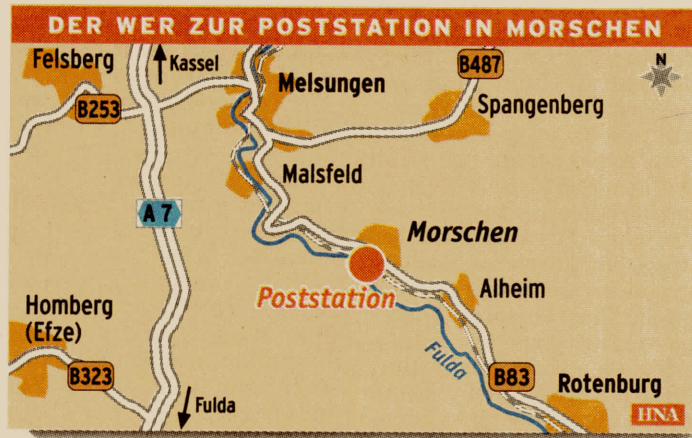 DER WER ZUR POSTSTATION IN MORSCHEN
Felsberg
Kassel
B487
N
Melsungen
B253
Spangenberg
Malsfeld
A 7
Morschen
Poststation
Alheim
Homberg
(Efze)
Fulda
B323
B83
Rotenburg
Fulda
HNA